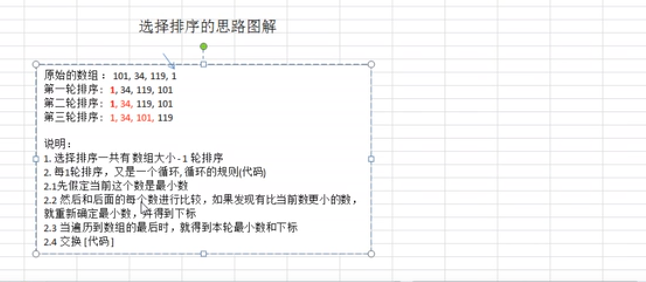 选择排序的思路图解
原始的数组： 101, 34, 119, 1
第一轮排序： 1, 34, 119, 101
第二轮排序： 1, 34, 119, 101
第三轮排序： 1, 34, 101, 119
说明：
1. 选择排序一共有 数组大小 - 1 轮排序
2. 每1轮排序，又是一个循环, 循环的规则(代码)
2.1先假定当前这个数是最小数
2.2 然后和后面的每个数进行比较，如果发现有比当前数更小的数，
就重新确定最小数，并得到下标
2.3 当遍历到数组的最后时，就得到本轮最小数和下标
2.4 交换 [代码]